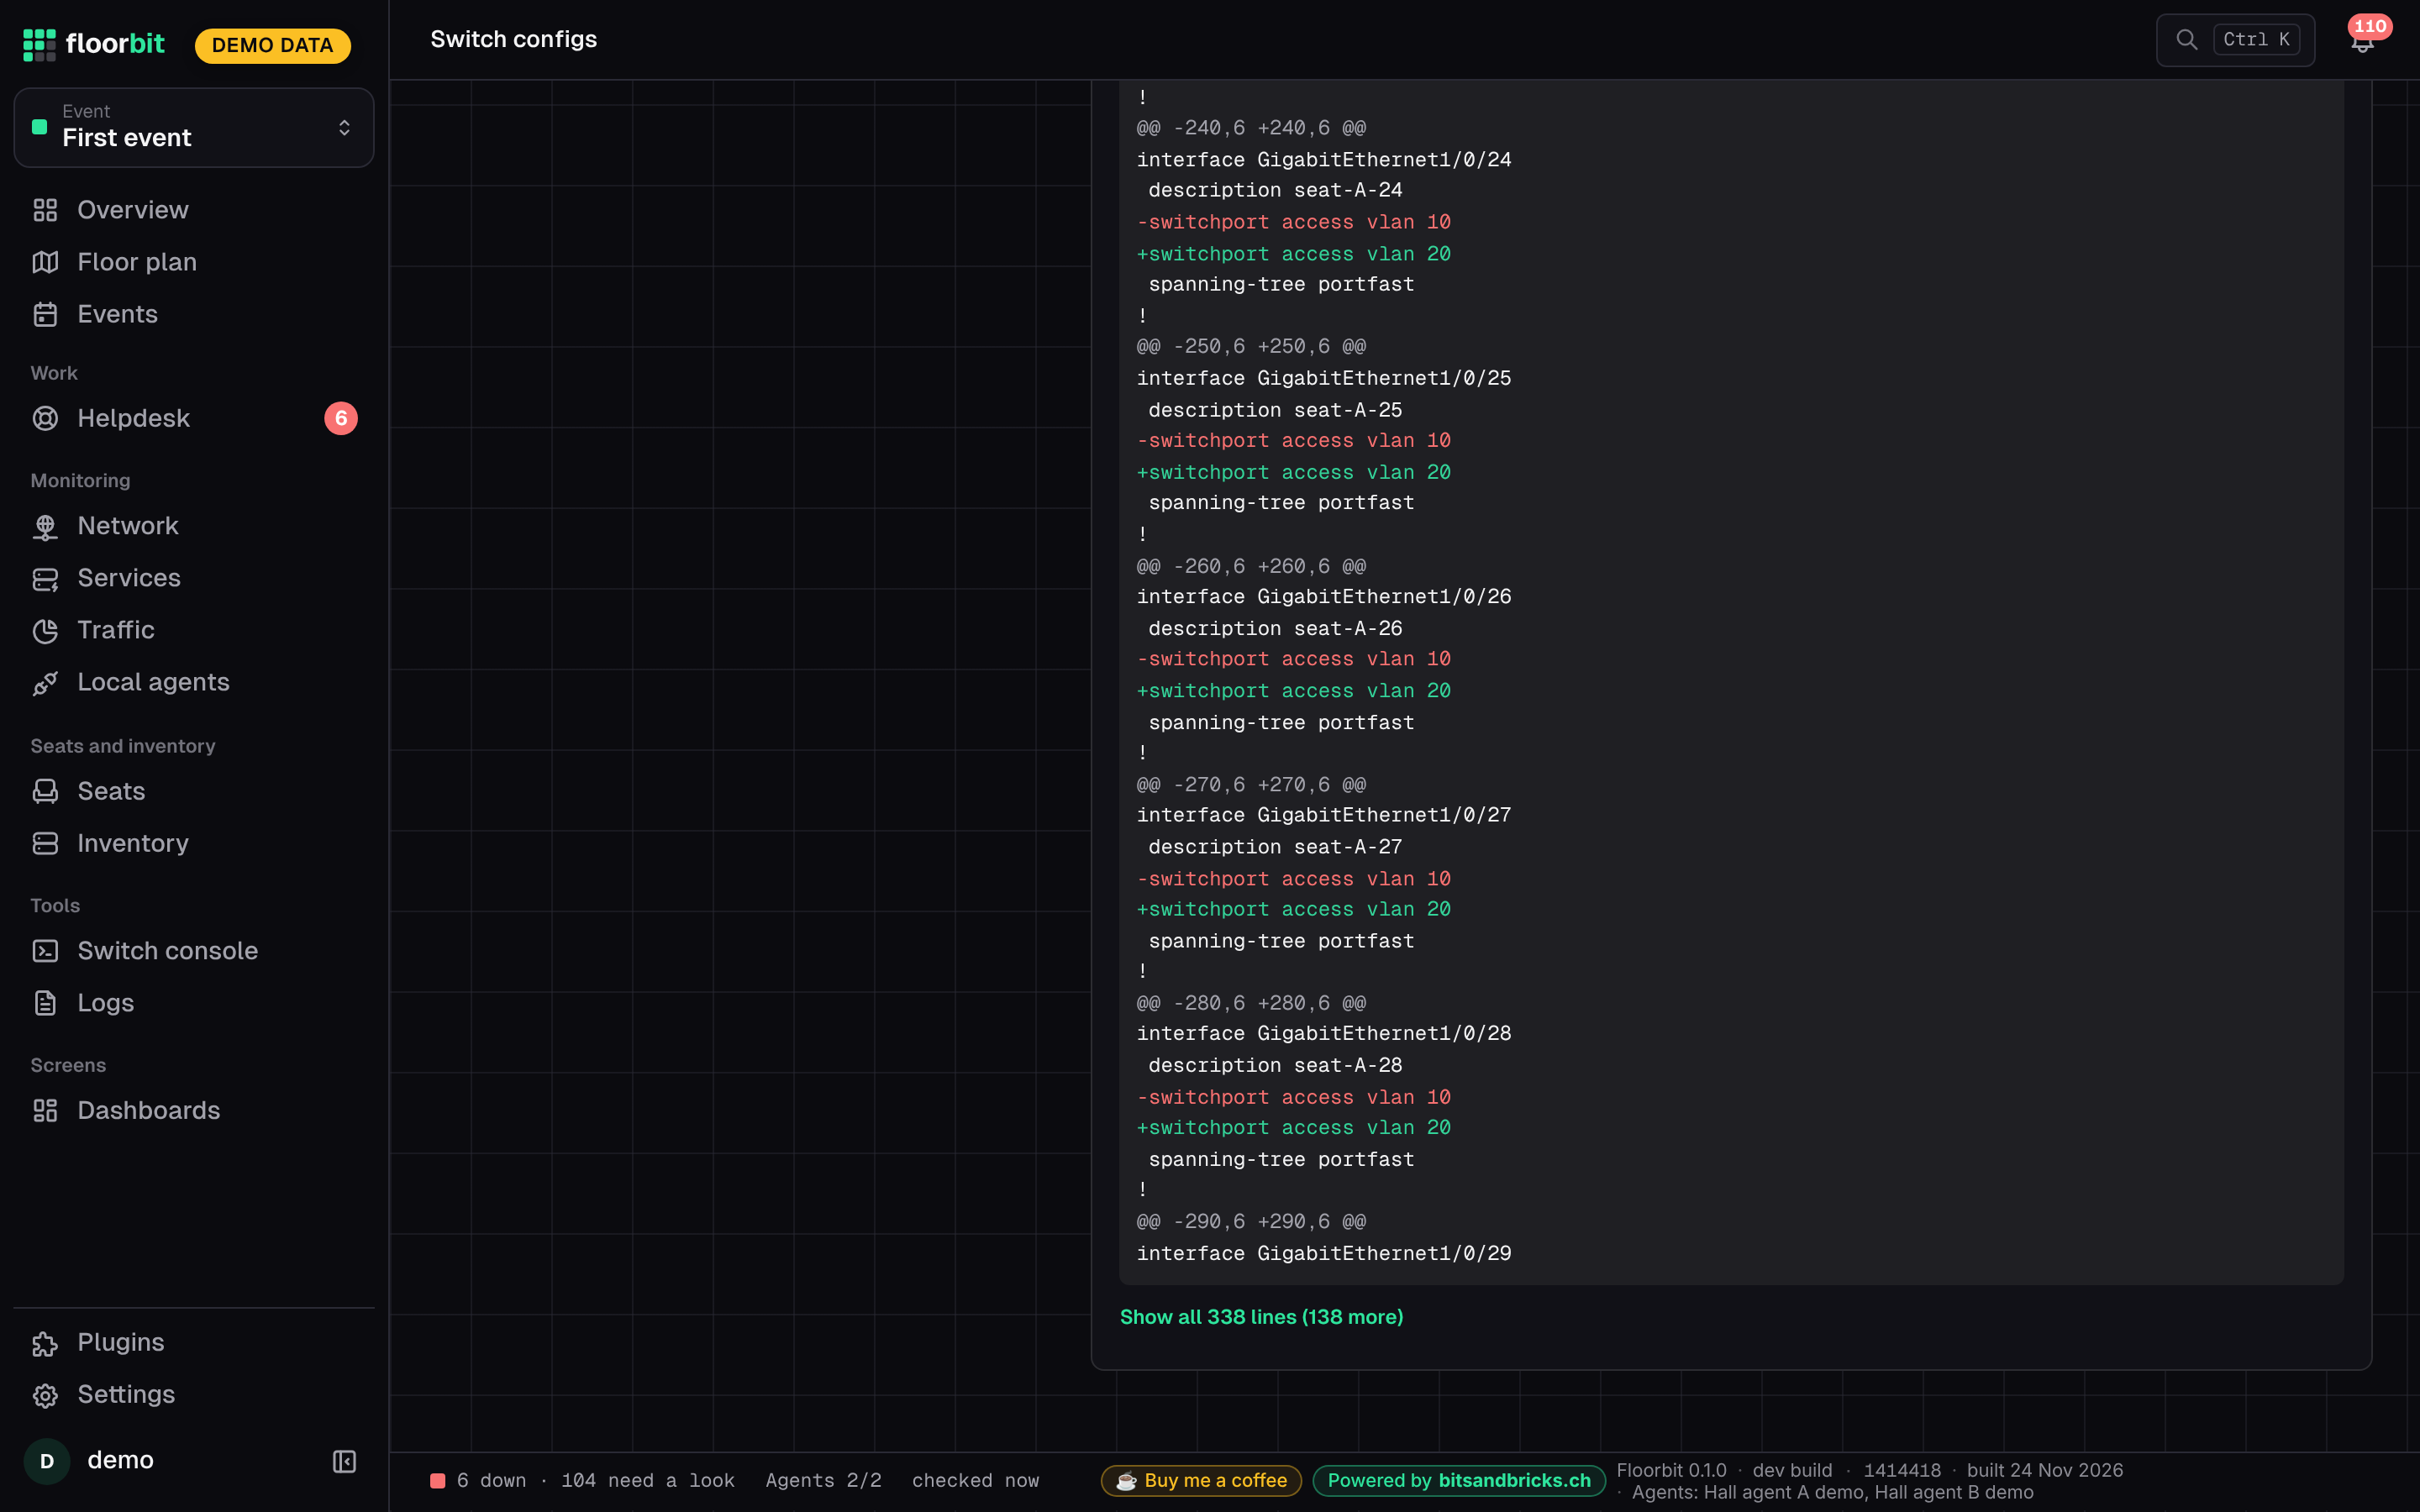 floorbit
DEMO DATA
Event
First event
Overview
Floor plan
Events
Work
Helpdesk
6
Monitoring
Network
Services
Traffic
Local agents
Seats and inventory
Seats
Inventory
Tools
Switch console
Logs
Screens
Dashboards
Plugins
Settings
D
demo
Switch configs
Ctrl K
110
!
@@ -240,6 +240,6 @@
interface GigabitEthernet1/0/24
 description seat-A-24
-switchport access vlan 10
+switchport access vlan 20
 spanning-tree portfast
!
@@ -250,6 +250,6 @@
interface GigabitEthernet1/0/25
 description seat-A-25
-switchport access vlan 10
+switchport access vlan 20
 spanning-tree portfast
!
@@ -260,6 +260,6 @@
interface GigabitEthernet1/0/26
 description seat-A-26
-switchport access vlan 10
+switchport access vlan 20
 spanning-tree portfast
!
@@ -270,6 +270,6 @@
interface GigabitEthernet1/0/27
 description seat-A-27
-switchport access vlan 10
+switchport access vlan 20
 spanning-tree portfast
!
@@ -280,6 +280,6 @@
interface GigabitEthernet1/0/28
 description seat-A-28
-switchport access vlan 10
+switchport access vlan 20
 spanning-tree portfast
!
@@ -290,6 +290,6 @@
interface GigabitEthernet1/0/29
Show all 338 lines (138 more)
6 down · 104 need a look
Agents 2/2
checked now
☕ Buy me a coffee
Powered by bitsandbricks.ch
Floorbit 0.1.0 · dev build · 1414418 · built 24 Nov 2026
· Agents: Hall agent A demo, Hall agent B demo